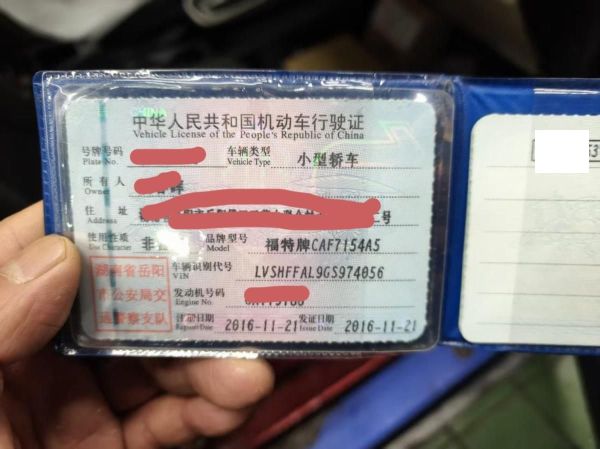 中华人民共和国机动车行驶证
Vehicle License of the People's Republic of China
号牌号码 车辆类型 小型轿车
Plate No. Vehicle Type
所有人
Owner
住址 号
Address
使用性质 非 品牌型号 福特牌CAF7154A5
Use Character Model
湖南省岳阳 车辆识别代号 LVSHFFAL9GS974056
VIN
市公安局交 发动机号码
Engine No.
通警察支队 注册日期 2016-11-21 发证日期 2016-11-21
Register Date Issue Date